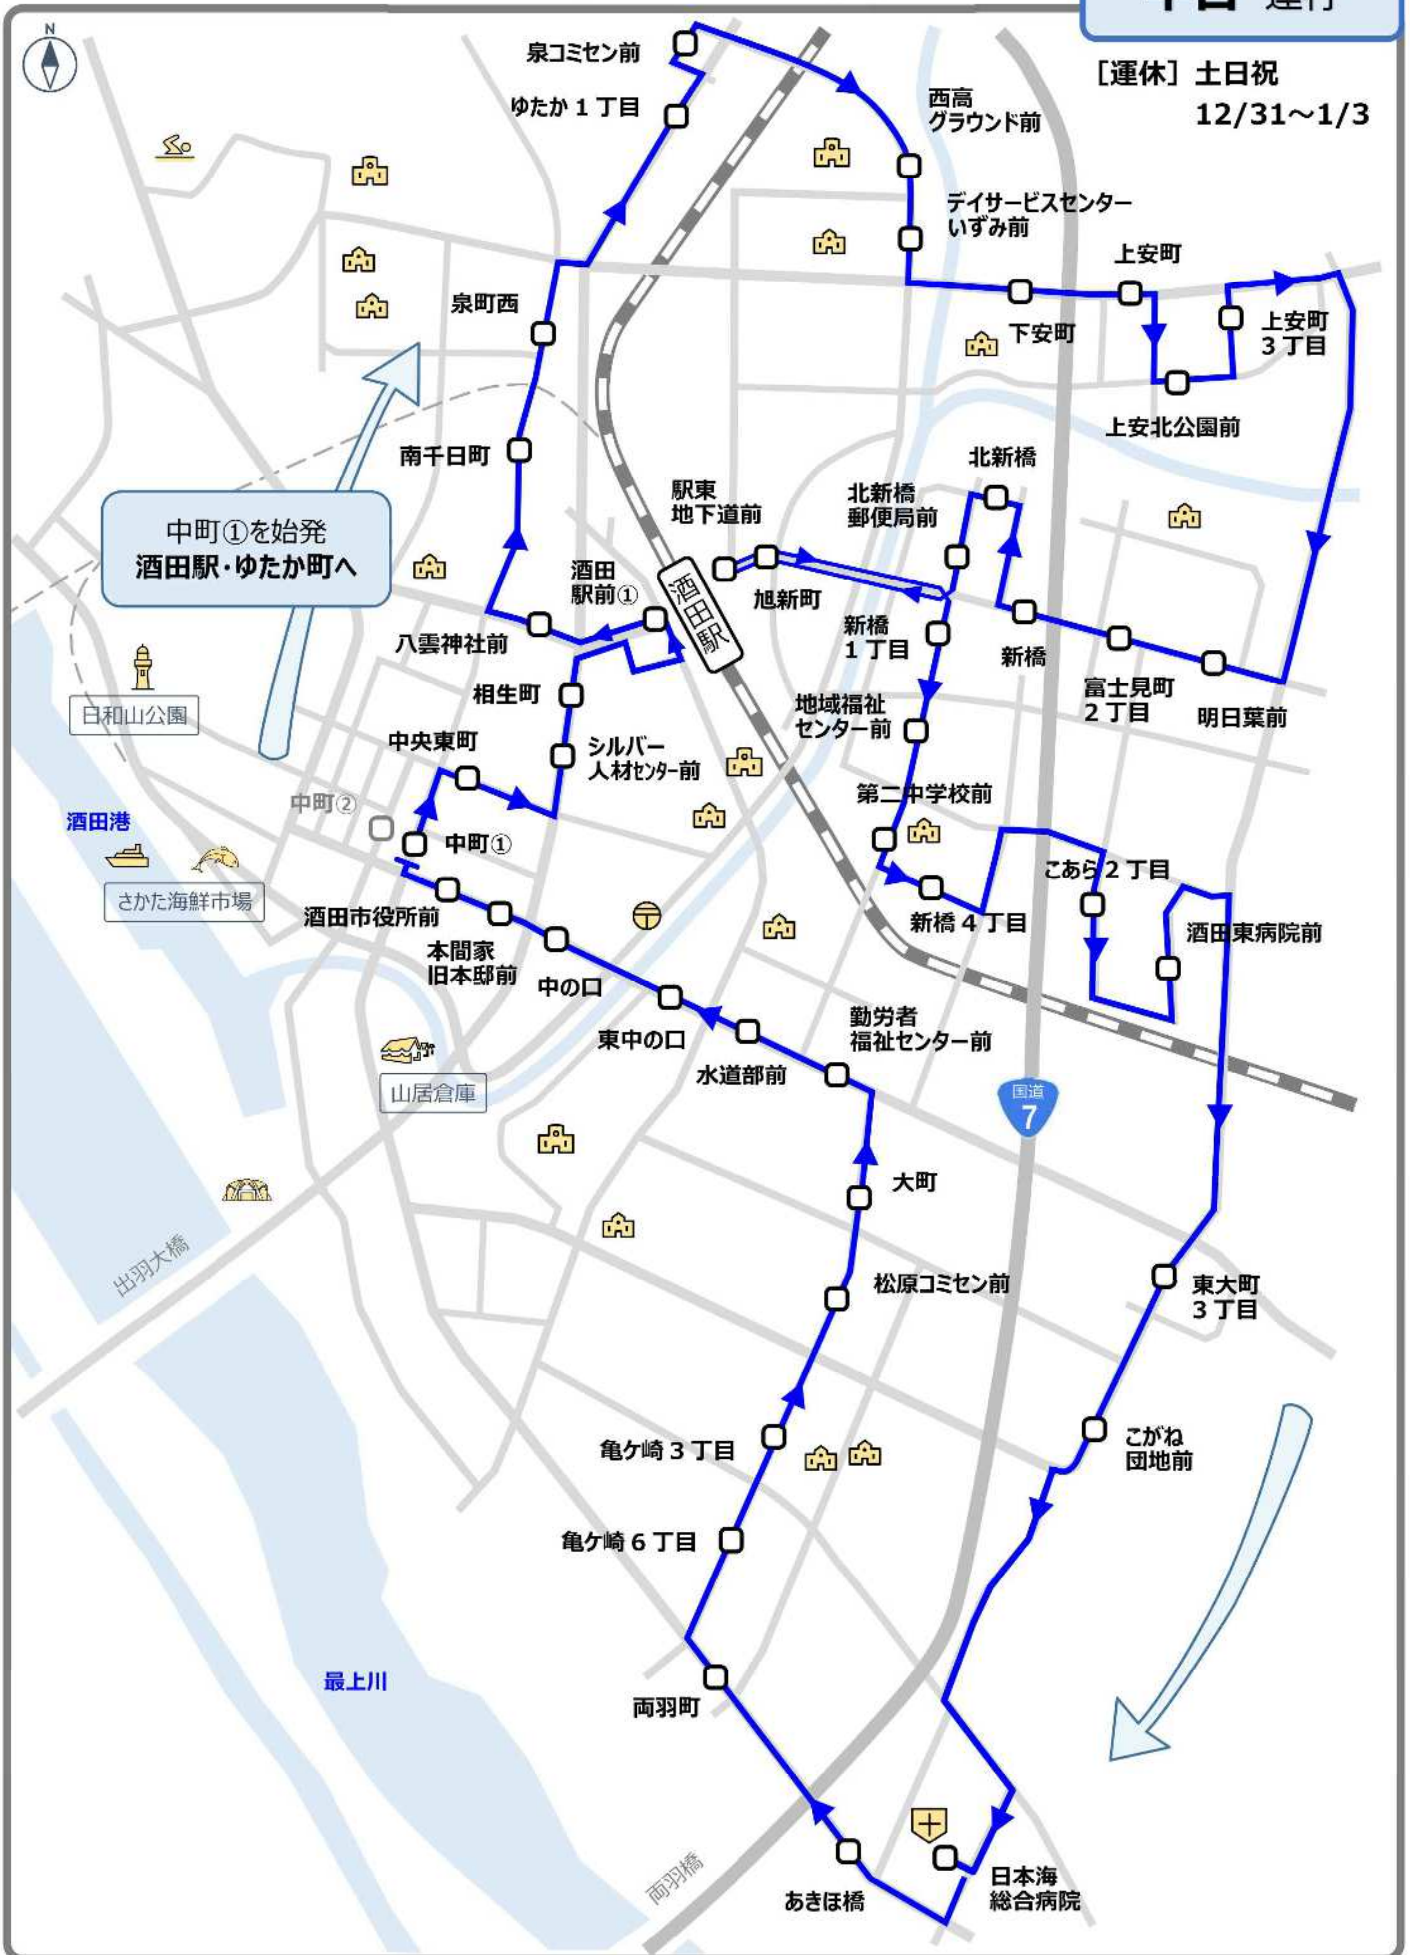 平日 運行
［運休］土日祝
12/31～1/3
N
泉コミセン前
ゆたか１丁目
西高
グラウンド前
デイサービスセンター
いずみ前
上安町
下安町
上安町
３丁目
上安北公園前
泉町西
南千日町
中町①を始発
酒田駅・ゆたか町へ
駅東
地下道前
北新橋
郵便局前
北新橋
酒田
駅前①
酒田駅
旭新町
新橋
１丁目
新橋
富士見町
２丁目
明日葉前
八雲神社前
相生町
地域福祉
センター前
日和山公園
中央東町
シルバー
人材センター前
中町②
中町①
第二中学校前
酒田港
さかた海鮮市場
こあら２丁目
新橋４丁目
酒田東病院前
酒田市役所前
本間家
旧本邸前
中の口
東中の口
水道部前
勤労者
福祉センター前
山居倉庫
国道
7
大町
出羽大橋
松原コミセン前
東大町
３丁目
亀ケ崎３丁目
こがね
団地前
亀ケ崎６丁目
最上川
両羽町
両羽橋
あきほ橋
日本海
総合病院